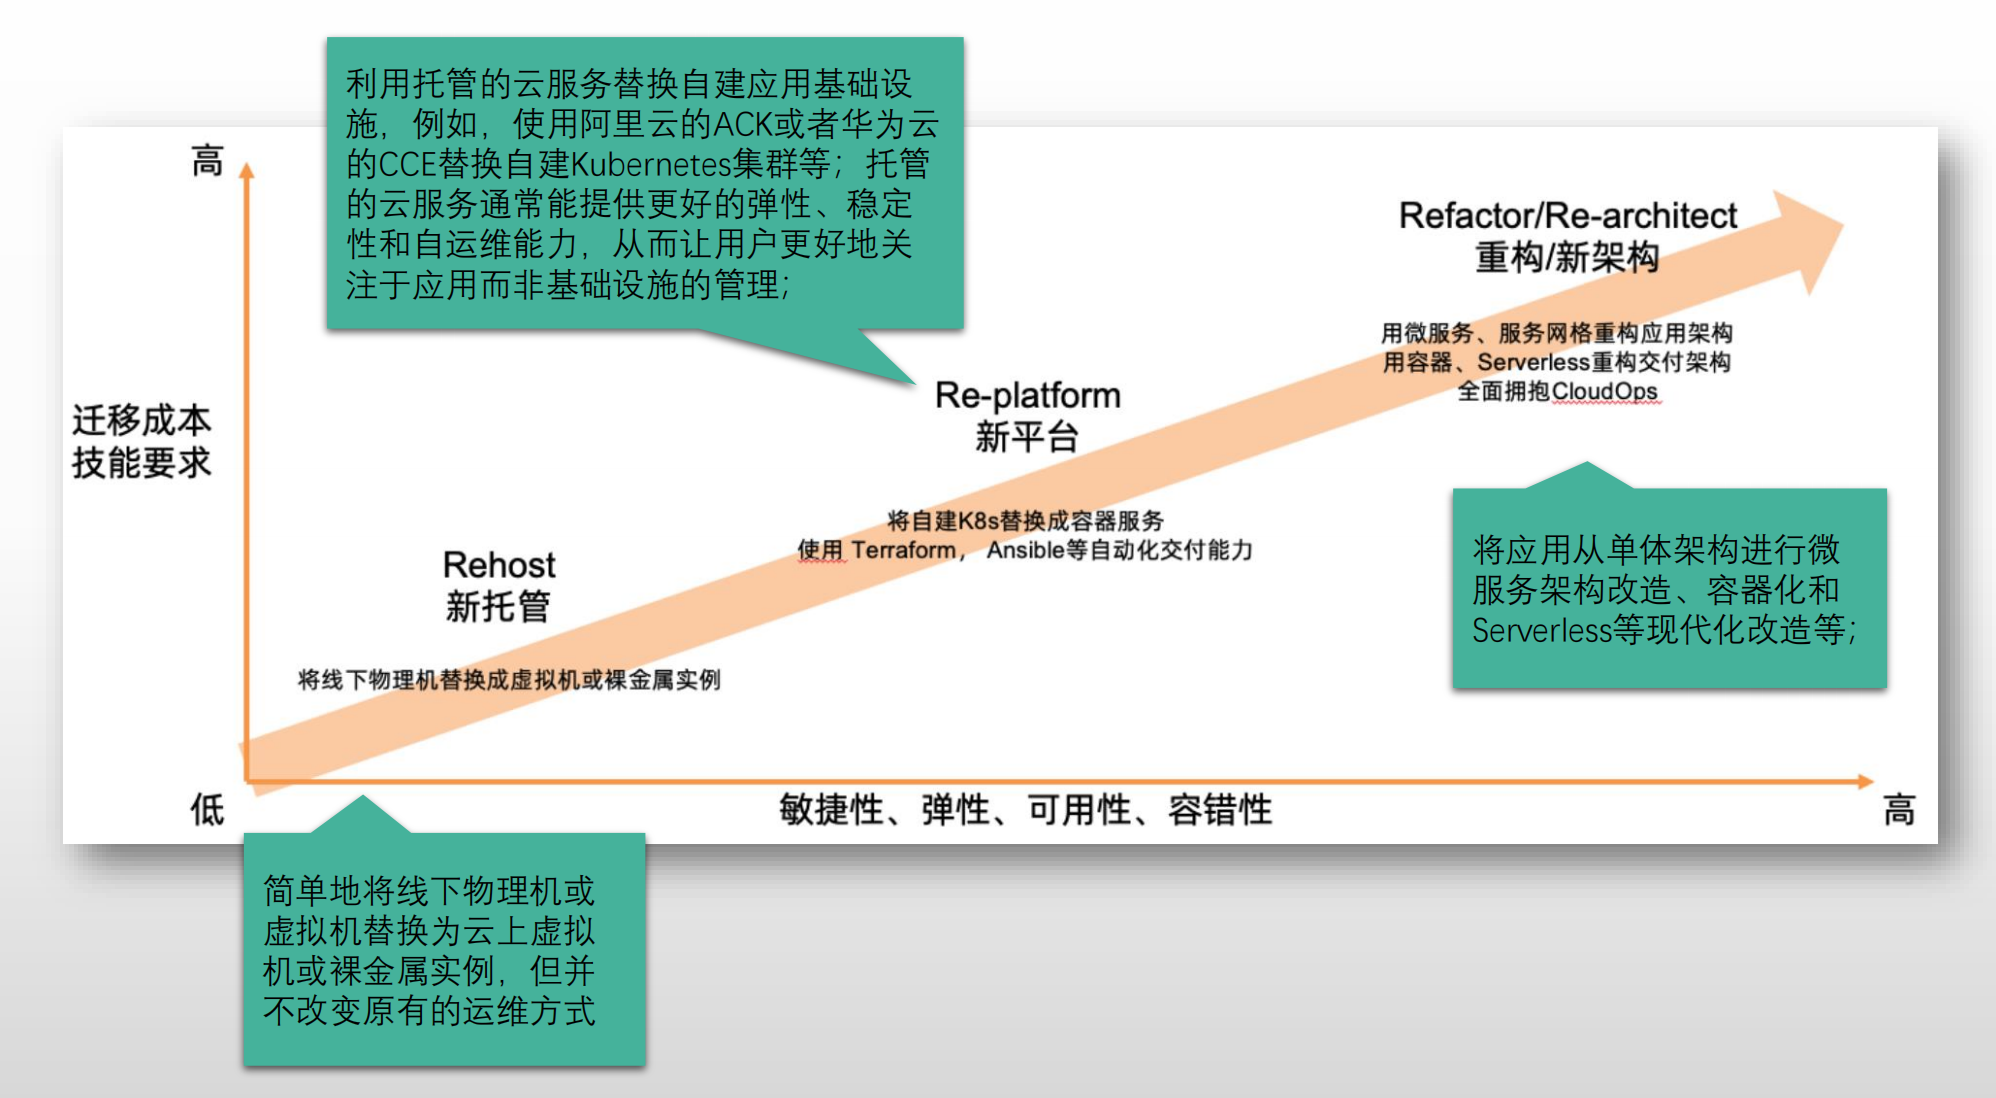 利用托管的云服务替换自建应用基础设
施，例如，使用阿里云的ACK或者华为云
的CCE替换自建Kubernetes集群等；托管
的云服务通常能提供更好的弹性、稳定
性和自运维能力，从而让用户更好地关
注于应用而非基础设施的管理；
高
Refactor/Re-architect
重构/新架构
用微服务、服务网格重构应用架构
用容器、Serverless重构交付架构
全面拥抱CloudOps
Re-platform
新平台
迁移成本
技能要求
将自建K8s替换成容器服务
使用 Terraform， Ansible等自动化交付能力
将应用从单体架构进行微
服务架构改造、容器化和
Serverless等现代化改造等；
Rehost
新托管
将线下物理机替换成虚拟机或裸金属实例
低
敏捷性、弹性、可用性、容错性
高
简单地将线下物理机或
虚拟机替换为云上虚拟
机或裸金属实例，但并
不改变原有的运维方式